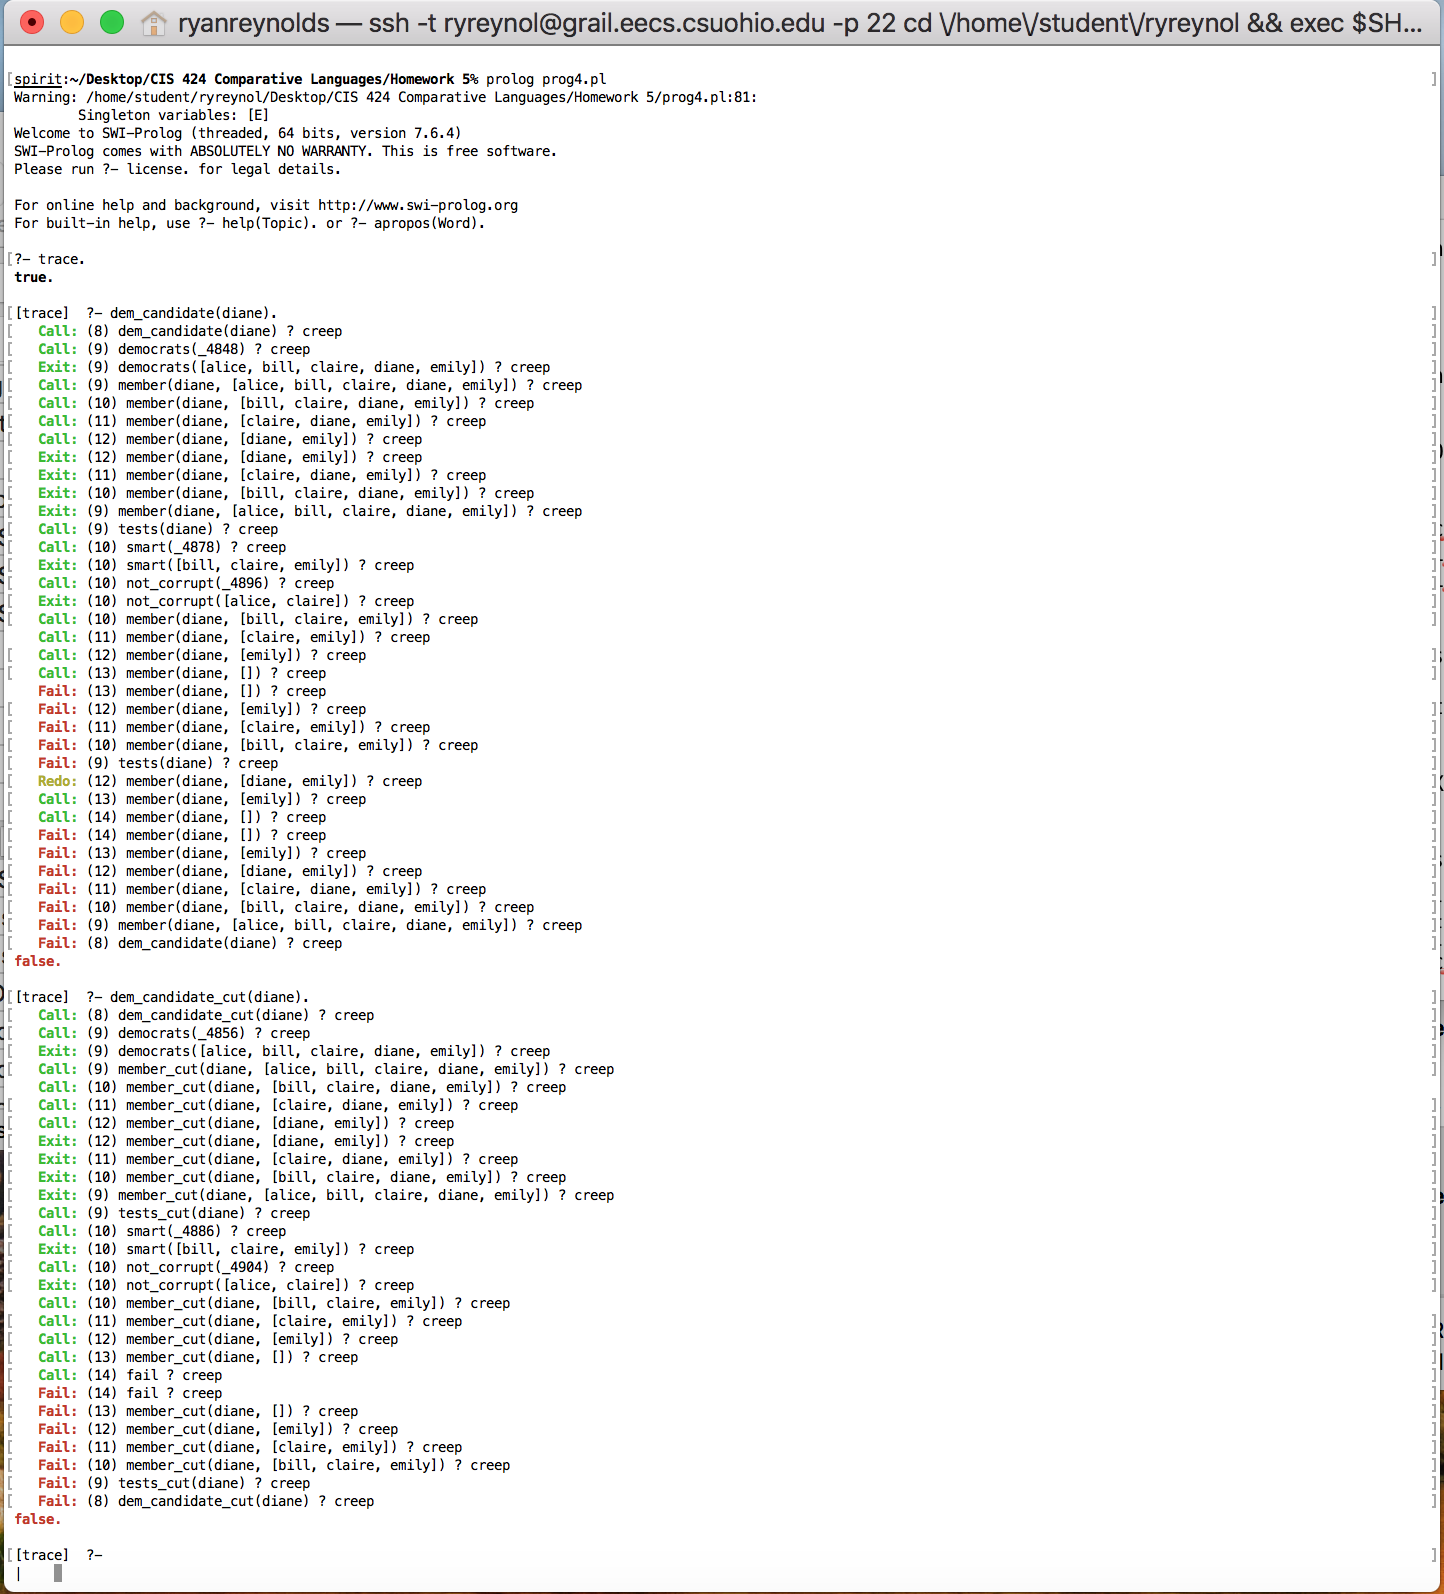 ryanreynolds — ssh -t ryreynol@grail.eecs.csuohio.edu -p 22 cd \/home\/student\/ryreynol && exec $SH...
[spirit:~/Desktop/CIS 424 Comparative Languages/Homework 5% prolog prog4.pl ]
Warning: /home/student/ryreynol/Desktop/CIS 424 Comparative Languages/Homework 5/prog4.pl:81:
Singleton variables: [E]
Welcome to SWI-Prolog (threaded, 64 bits, version 7.6.4)
SWI-Prolog comes with ABSOLUTELY NO WARRANTY. This is free software.
Please run ?- license. for legal details.
For online help and background, visit http://www.swi-prolog.org
For built-in help, use ?- help(Topic). or ?- apropos(Word).
[?- trace. ]
true.
[[trace]  ?- dem_candidate(diane). ]
[ Call: (8) dem_candidate(diane) ? creep ]
[ Call: (9) democrats(_4848) ? creep ]
[ Exit: (9) democrats([alice, bill, claire, diane, emily]) ? creep ]
[ Call: (9) member(diane, [alice, bill, claire, diane, emily]) ? creep ]
[ Call: (10) member(diane, [bill, claire, diane, emily]) ? creep ]
[ Call: (11) member(diane, [claire, diane, emily]) ? creep ]
[ Call: (12) member(diane, [diane, emily]) ? creep ]
[ Exit: (12) member(diane, [diane, emily]) ? creep ]
[ Exit: (11) member(diane, [claire, diane, emily]) ? creep ]
[ Exit: (10) member(diane, [bill, claire, diane, emily]) ? creep ]
[ Exit: (9) member(diane, [alice, bill, claire, diane, emily]) ? creep ]
[ Call: (9) tests(diane) ? creep ]
[ Call: (10) smart(_4878) ? creep ]
[ Exit: (10) smart([bill, claire, emily]) ? creep ]
[ Call: (10) not_corrupt(_4896) ? creep ]
[ Exit: (10) not_corrupt([alice, claire]) ? creep ]
[ Call: (10) member(diane, [bill, claire, emily]) ? creep ]
Call: (11) member(diane, [claire, emily]) ? creep
[ Call: (12) member(diane, [emily]) ? creep ]
[ Call: (13) member(diane, []) ? creep ]
Fail: (13) member(diane, []) ? creep
[ Fail: (12) member(diane, [emily]) ? creep ]
[ Fail: (11) member(diane, [claire, emily]) ? creep ]
[ Fail: (10) member(diane, [bill, claire, emily]) ? creep ]
Fail: (9) tests(diane) ? creep
[ Redo: (12) member(diane, [diane, emily]) ? creep ]
[ Call: (13) member(diane, [emily]) ? creep ]
[ Call: (14) member(diane, []) ? creep ]
[ Fail: (14) member(diane, []) ? creep ]
[ Fail: (13) member(diane, [emily]) ? creep ]
[ Fail: (12) member(diane, [diane, emily]) ? creep ]
[ Fail: (11) member(diane, [claire, diane, emily]) ? creep ]
[ Fail: (10) member(diane, [bill, claire, diane, emily]) ? creep ]
[ Fail: (9) member(diane, [alice, bill, claire, diane, emily]) ? creep ]
[ Fail: (8) dem_candidate(diane) ? creep ]
false.
[[trace]  ?- dem_candidate_cut(diane). ]
[ Call: (8) dem_candidate_cut(diane) ? creep ]
[ Call: (9) democrats(_4856) ? creep ]
[ Exit: (9) democrats([alice, bill, claire, diane, emily]) ? creep ]
[ Call: (9) member_cut(diane, [alice, bill, claire, diane, emily]) ? creep ]
Call: (10) member_cut(diane, [bill, claire, diane, emily]) ? creep
[ Call: (11) member_cut(diane, [claire, diane, emily]) ? creep ]
[ Call: (12) member_cut(diane, [diane, emily]) ? creep ]
[ Exit: (12) member_cut(diane, [diane, emily]) ? creep ]
[ Exit: (11) member_cut(diane, [claire, diane, emily]) ? creep ]
[ Exit: (10) member_cut(diane, [bill, claire, diane, emily]) ? creep ]
[ Exit: (9) member_cut(diane, [alice, bill, claire, diane, emily]) ? creep ]
[ Call: (9) tests_cut(diane) ? creep ]
[ Call: (10) smart(_4886) ? creep ]
[ Exit: (10) smart([bill, claire, emily]) ? creep ]
[ Call: (10) not_corrupt(_4904) ? creep ]
[ Exit: (10) not_corrupt([alice, claire]) ? creep ]
Call: (10) member_cut(diane, [bill, claire, emily]) ? creep
[ Call: (11) member_cut(diane, [claire, emily]) ? creep ]
[ Call: (12) member_cut(diane, [emily]) ? creep ]
[ Call: (13) member_cut(diane, []) ? creep ]
[ Call: (14) fail ? creep ]
[ Fail: (14) fail ? creep ]
[ Fail: (13) member_cut(diane, []) ? creep ]
[ Fail: (12) member_cut(diane, [emily]) ? creep ]
[ Fail: (11) member_cut(diane, [claire, emily]) ? creep ]
[ Fail: (10) member_cut(diane, [bill, claire, emily]) ? creep ]
[ Fail: (9) tests_cut(diane) ? creep ]
[ Fail: (8) dem_candidate_cut(diane) ? creep ]
false.
[[trace]  ?- ]
|